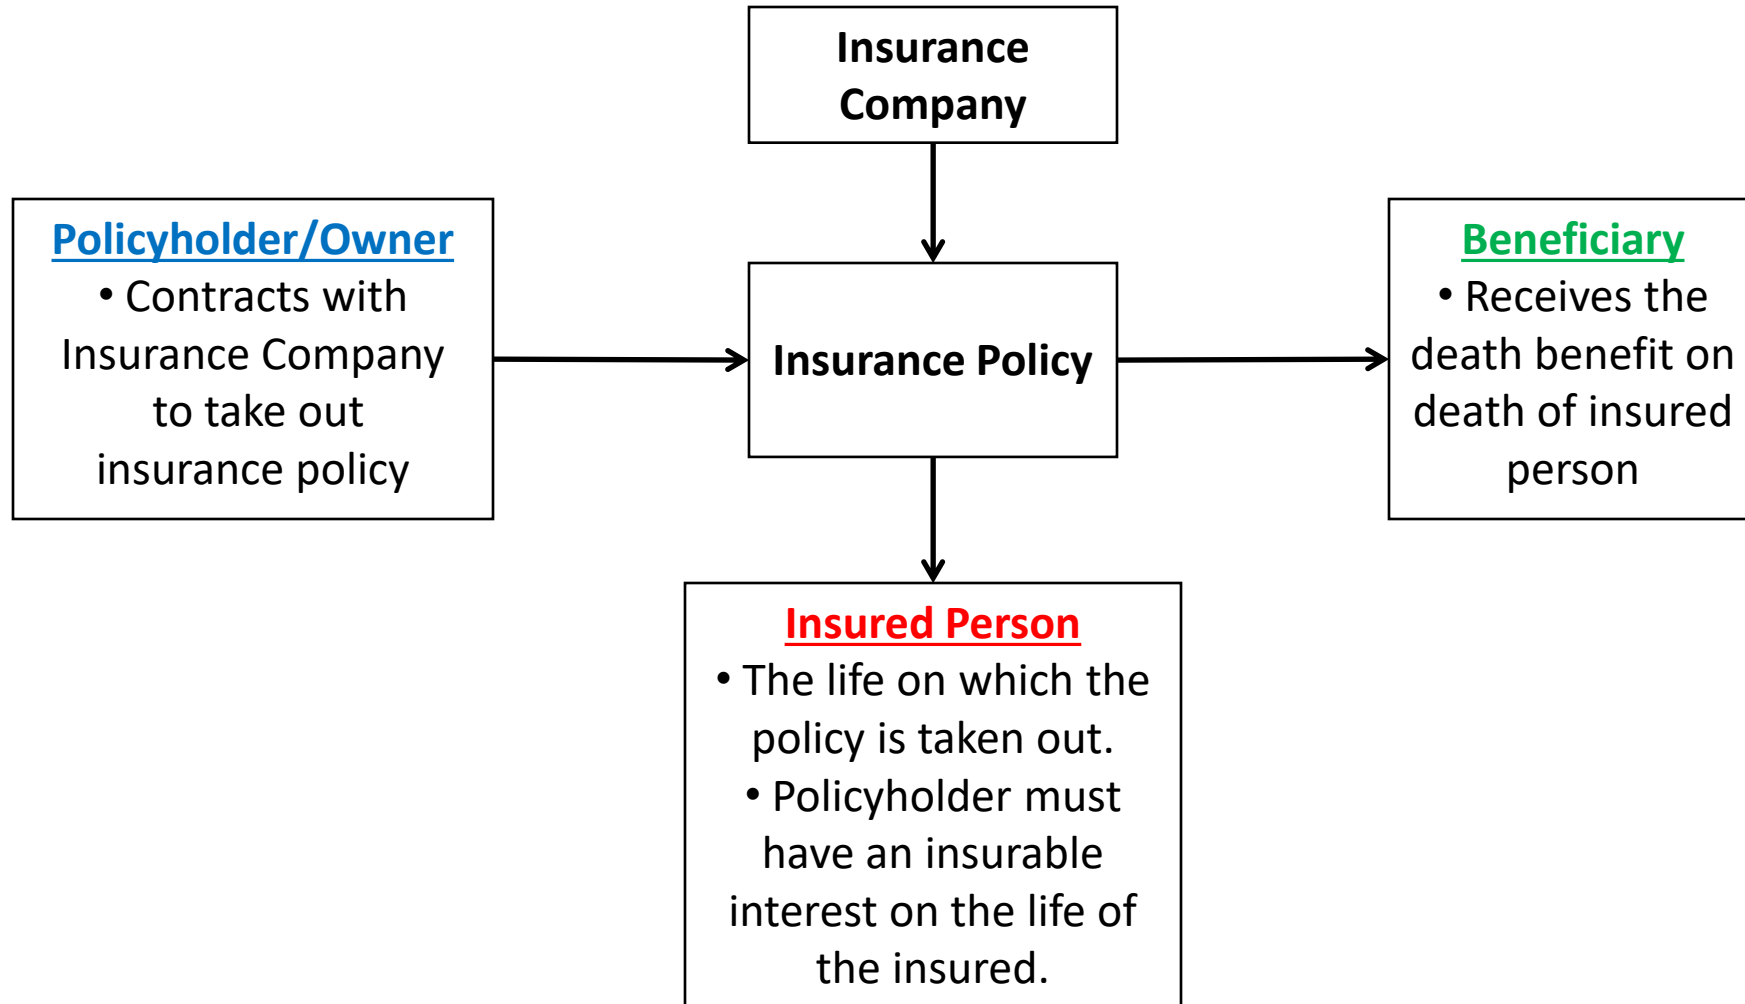 Insurance
Company
Policyholder/Owner
• Contracts with
Insurance Company
to take out
insurance policy
Insurance Policy
Beneficiary
• Receives the
death benefit on
death of insured
person
Insured Person
• The life on which the
policy is taken out.
• Policyholder must
have an insurable
interest on the life of
the insured.